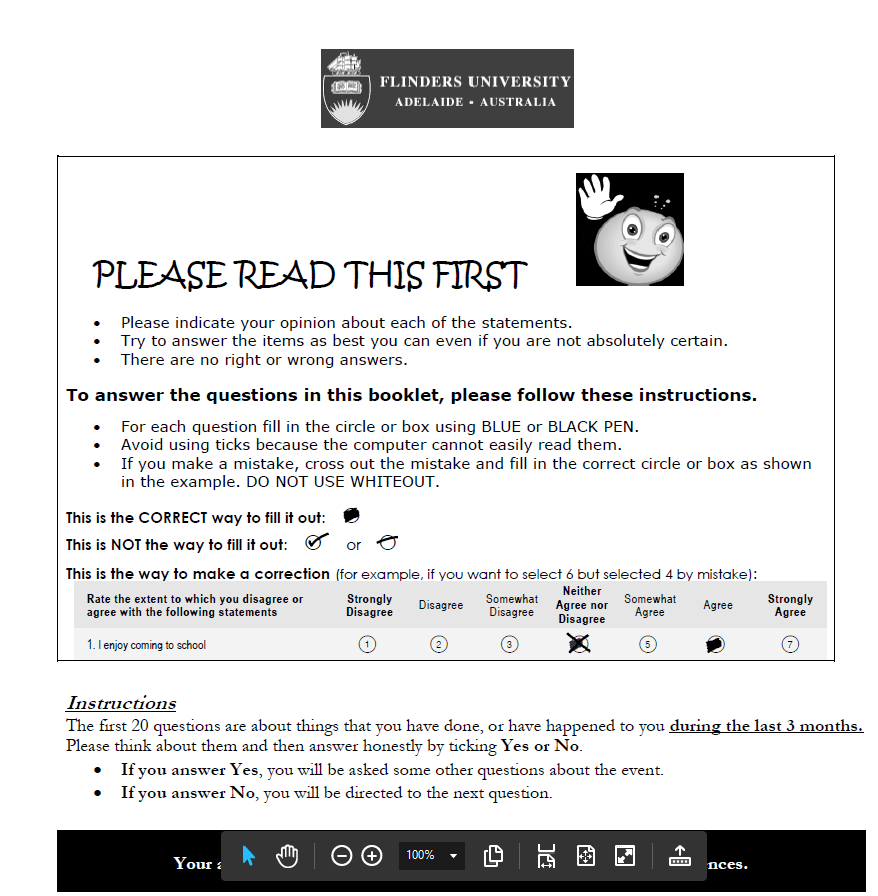 FLINDERS UNIVERSITY
ADELAIDE • AUSTRALIA
PLEASE READ THIS FIRST
• Please indicate your opinion about each of the statements.
• Try to answer the items as best you can even if you are not absolutely certain.
• There are no right or wrong answers.
To answer the questions in this booklet, please follow these instructions.
• For each question fill in the circle or box using BLUE or BLACK PEN.
• Avoid using ticks because the computer cannot easily read them.
• If you make a mistake, cross out the mistake and fill in the correct circle or box as shown
in the example. DO NOT USE WHITEOUT.
This is the CORRECT way to fill it out:
This is NOT the way to fill it out: or
This is the way to make a correction (for example, if you want to select 6 but selected 4 by mistake):
Rate the extent to which you disagree or
agree with the following statements
Strongly
Disagree
Disagree
Somewhat
Disagree
Neither
Agree nor
Disagree
Somewhat
Agree
Agree
Strongly
Agree
1. I enjoy coming to school 1 2 3 5 7
Instructions
The first 20 questions are about things that you have done, or have happened to you during the last 3 months.
Please think about them and then answer honestly by ticking Yes or No.
• If you answer Yes, you will be asked some other questions about the event.
• If you answer No, you will be directed to the next question.
Your
100%